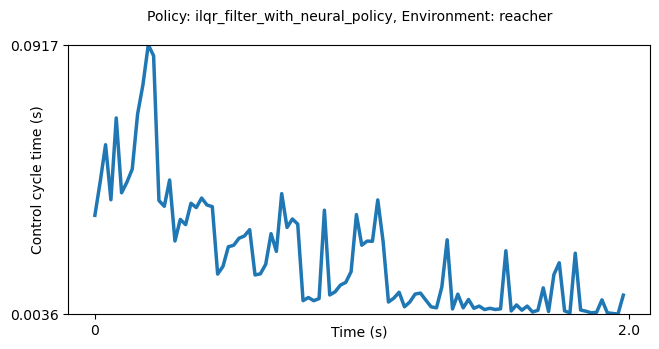 Policy: ilqr_filter_with_neural_policy, Environment: reacher
0.0917
Control cycle time (s)
0.0036
0
Time (s)
2.0